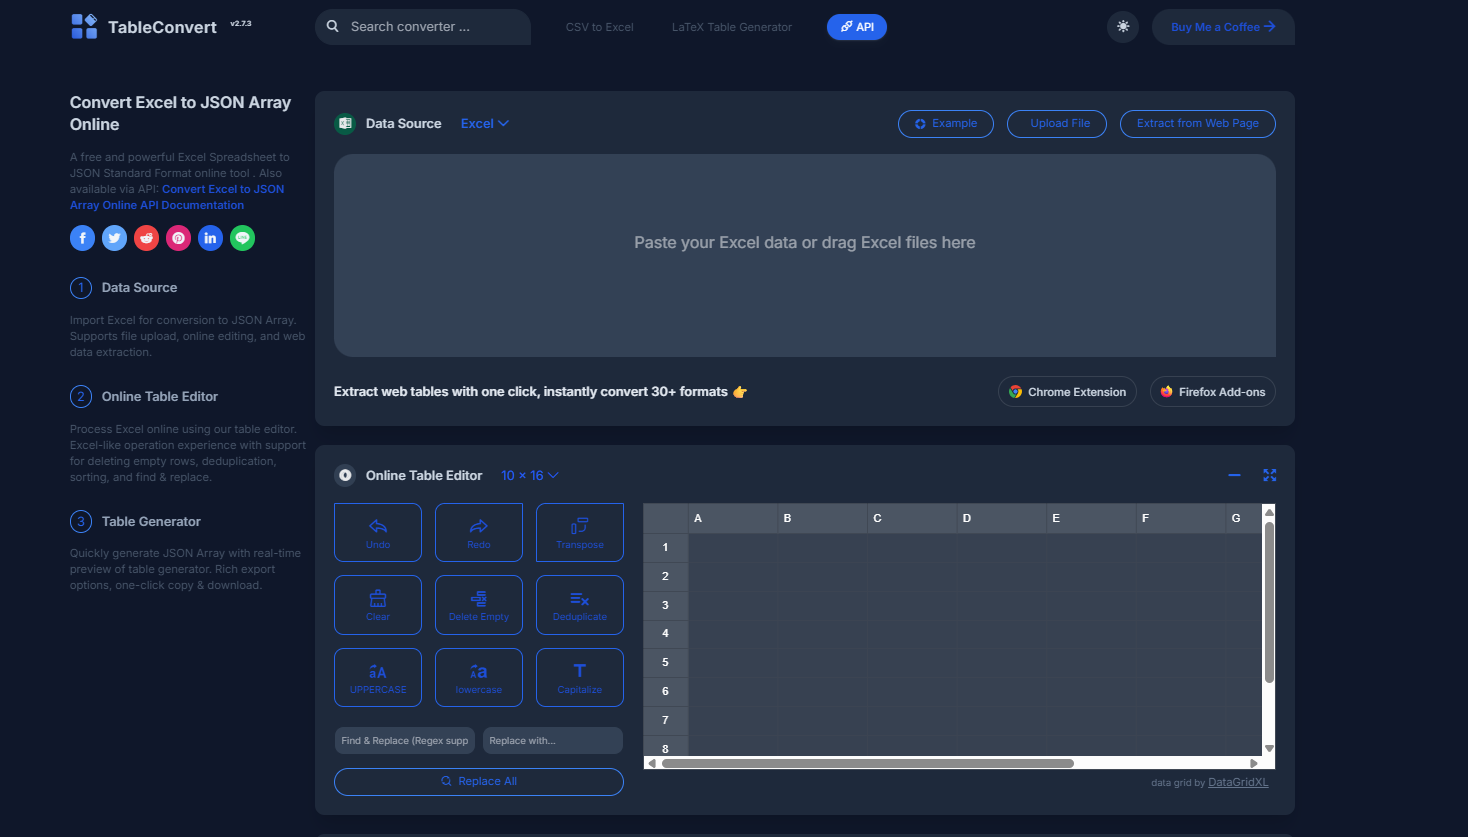 TableConvert v2.7.3
Search converter ...
CSV to Excel
LaTeX Table Generator
API
Buy Me a Coffee
Convert Excel to JSON Array
Online
A free and powerful Excel Spreadsheet to
JSON Standard Format online tool . Also
available via API: Convert Excel to JSON
Array Online API Documentation
1 Data Source
Import Excel for conversion to JSON Array.
Supports file upload, online editing, and web
data extraction.
2 Online Table Editor
Process Excel online using our table editor.
Excel-like operation experience with support
for deleting empty rows, deduplication,
sorting, and find & replace.
3 Table Generator
Quickly generate JSON Array with real-time
preview of table generator. Rich export
options, one-click copy & download.
Data Source Excel
Example
Upload File
Extract from Web Page
Paste your Excel data or drag Excel files here
Extract web tables with one click, instantly convert 30+ formats 👉
Chrome Extension
Firefox Add-ons
Online Table Editor 10 × 16
Undo
Redo
Transpose
Clear
Delete Empty
Deduplicate
aA
UPPERCASE
Aa
lowercase
T
Capitalize
Find & Replace (Regex supp
Replace with...
Replace All
A B C D E F G
1
2
3
4
5
6
7
8
data grid by DataGridXL